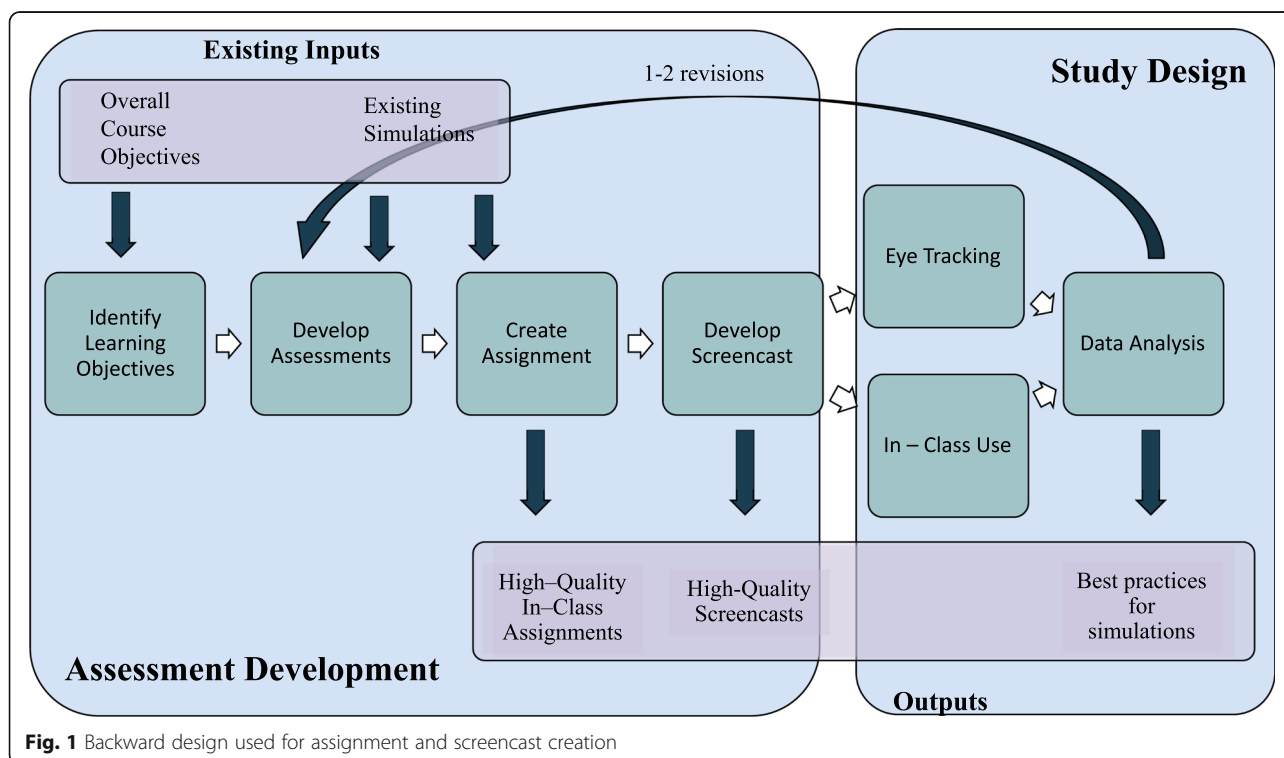 Existing Inputs
1-2 revisions
Study Design
Overall
Course
Objectives
Existing
Simulations
Identify
Learning
Objectives
Develop
Assessments
Create
Assignment
Develop
Screencast
Eye Tracking
In – Class Use
Data Analysis
High–Quality
In–Class
Assignments
High-Quality
Screencasts
Best practices
for
simulations
Assessment Development
Outputs
Fig. 1 Backward design used for assignment and screencast creation